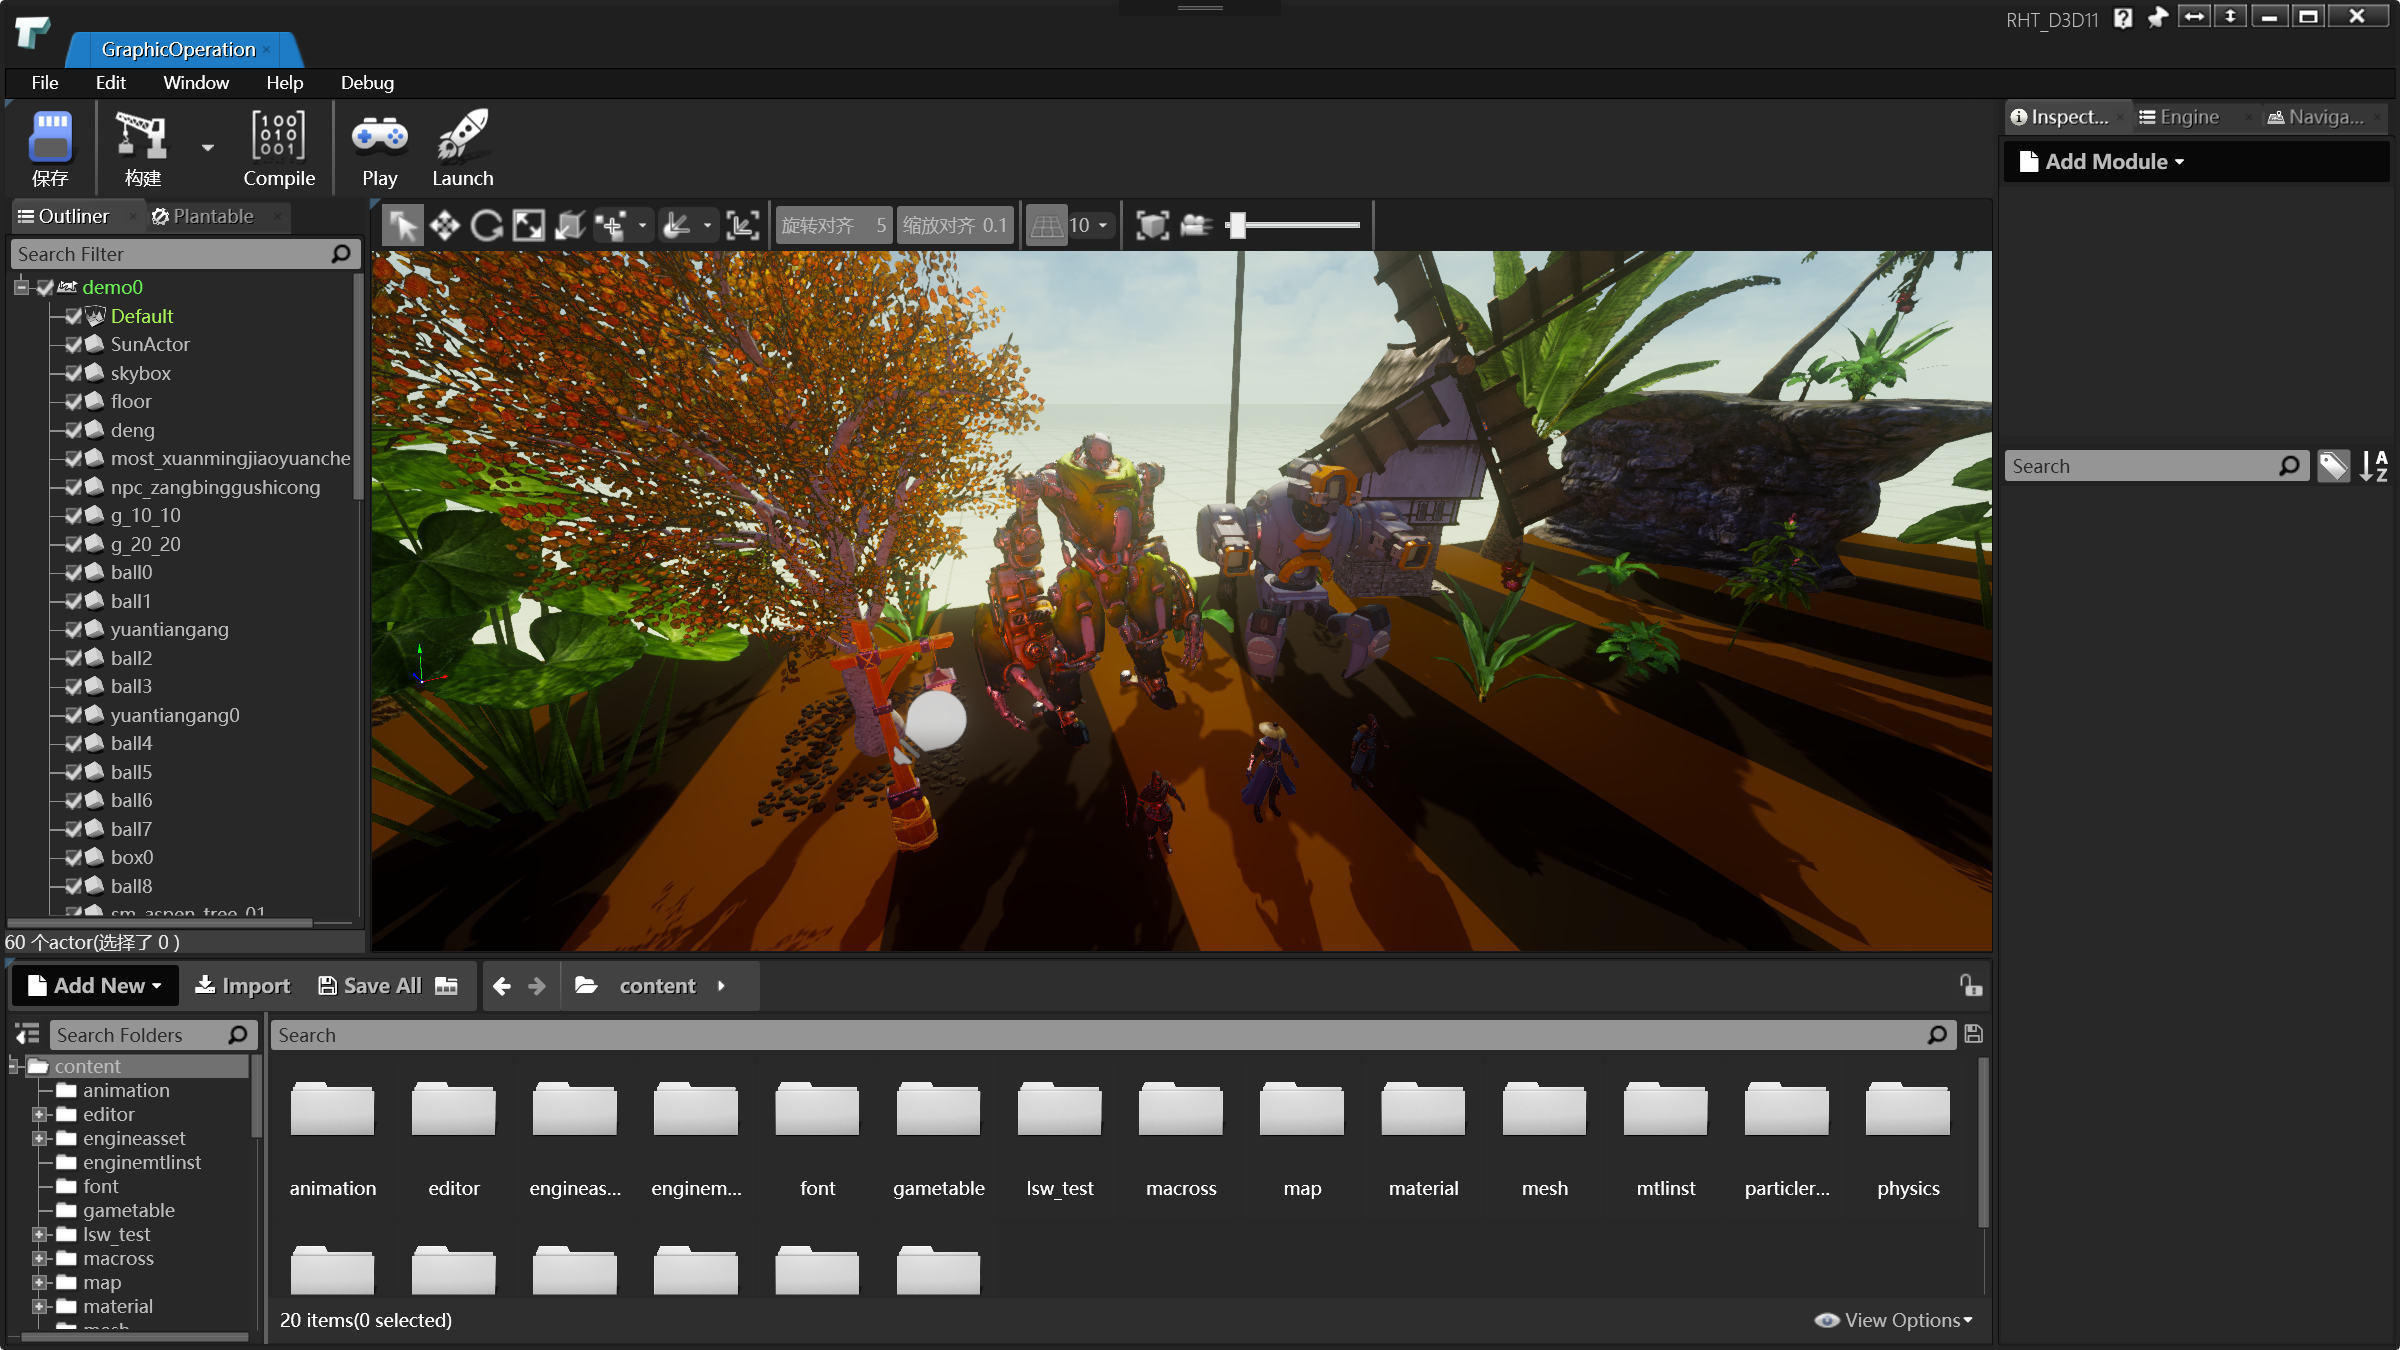 RHT_D3D11
GraphicOperation
File Edit Window Help Debug
保存 构建 Compile Play Launch
Inspect... Engine Naviga...
Add Module
Outliner Plantable
旋转对齐 5 缩放对齐 0.1 10
Search Filter
demo0
Default
SunActor
skybox
floor
deng
most_xuanmingjiaoyuanche
npc_zangbinggushicong
g_10_10
g_20_20
ball0
ball1
yuantiangang
ball2
ball3
yuantiangang0
ball4
ball5
ball6
ball7
box0
ball8
sm_aspen_tree_01
60 个actor(选择了 0 )
Search
Add New Import Save All content
Search Folders
content
animation
editor
engineasset
enginemtlinst
font
gametable
lsw_test
macross
map
material
mesh
Search
animation editor engineas... enginem... font gametable lsw_test macross map material mesh mtlinst particler... physics
20 items(0 selected)
View Options